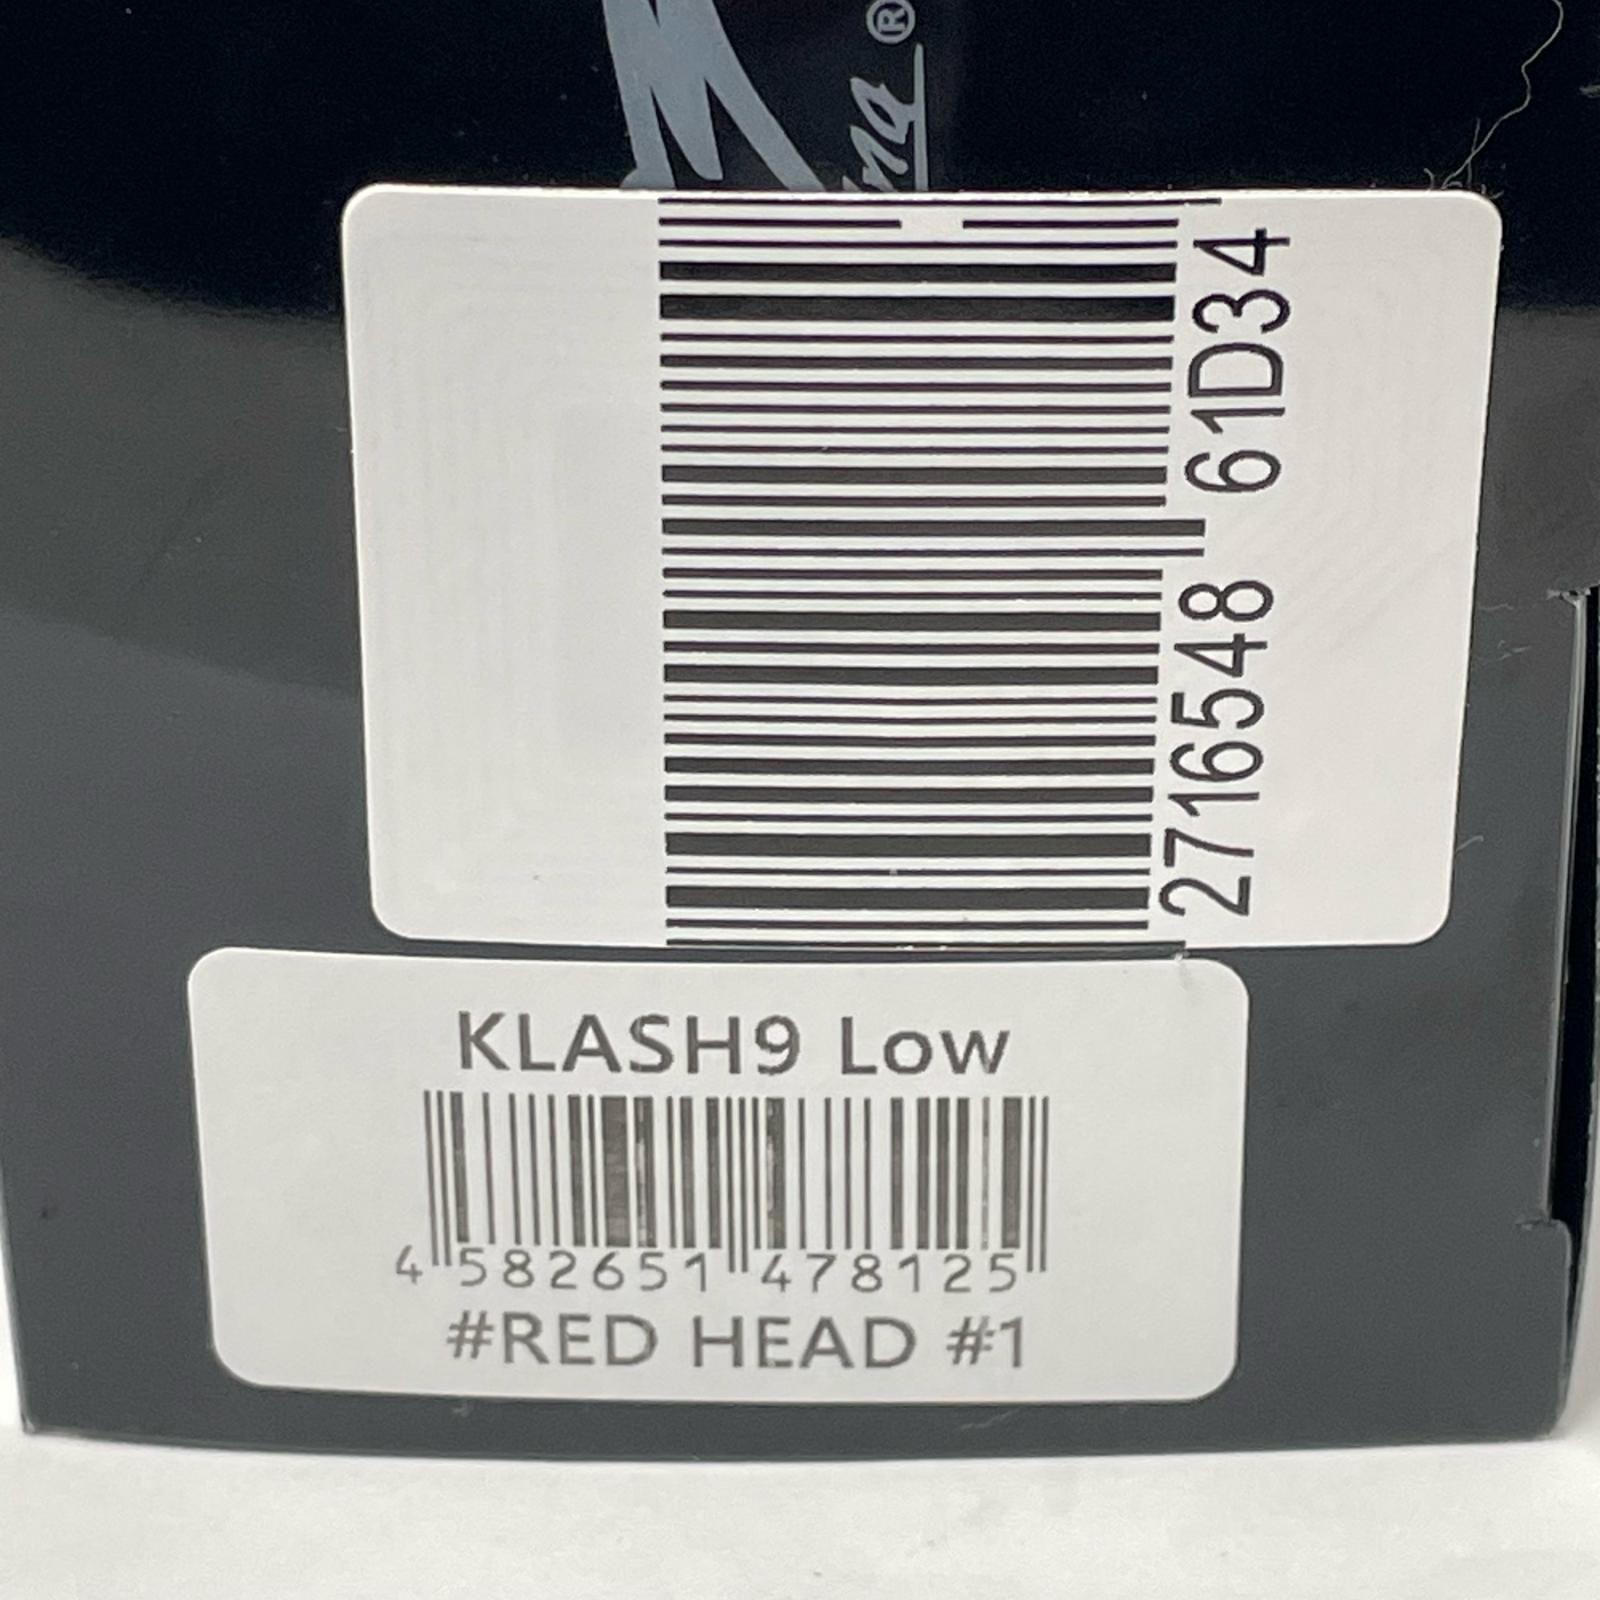 ®
2716548 61D34
KLASH9 Low
4 582651 478125
#RED HEAD #1